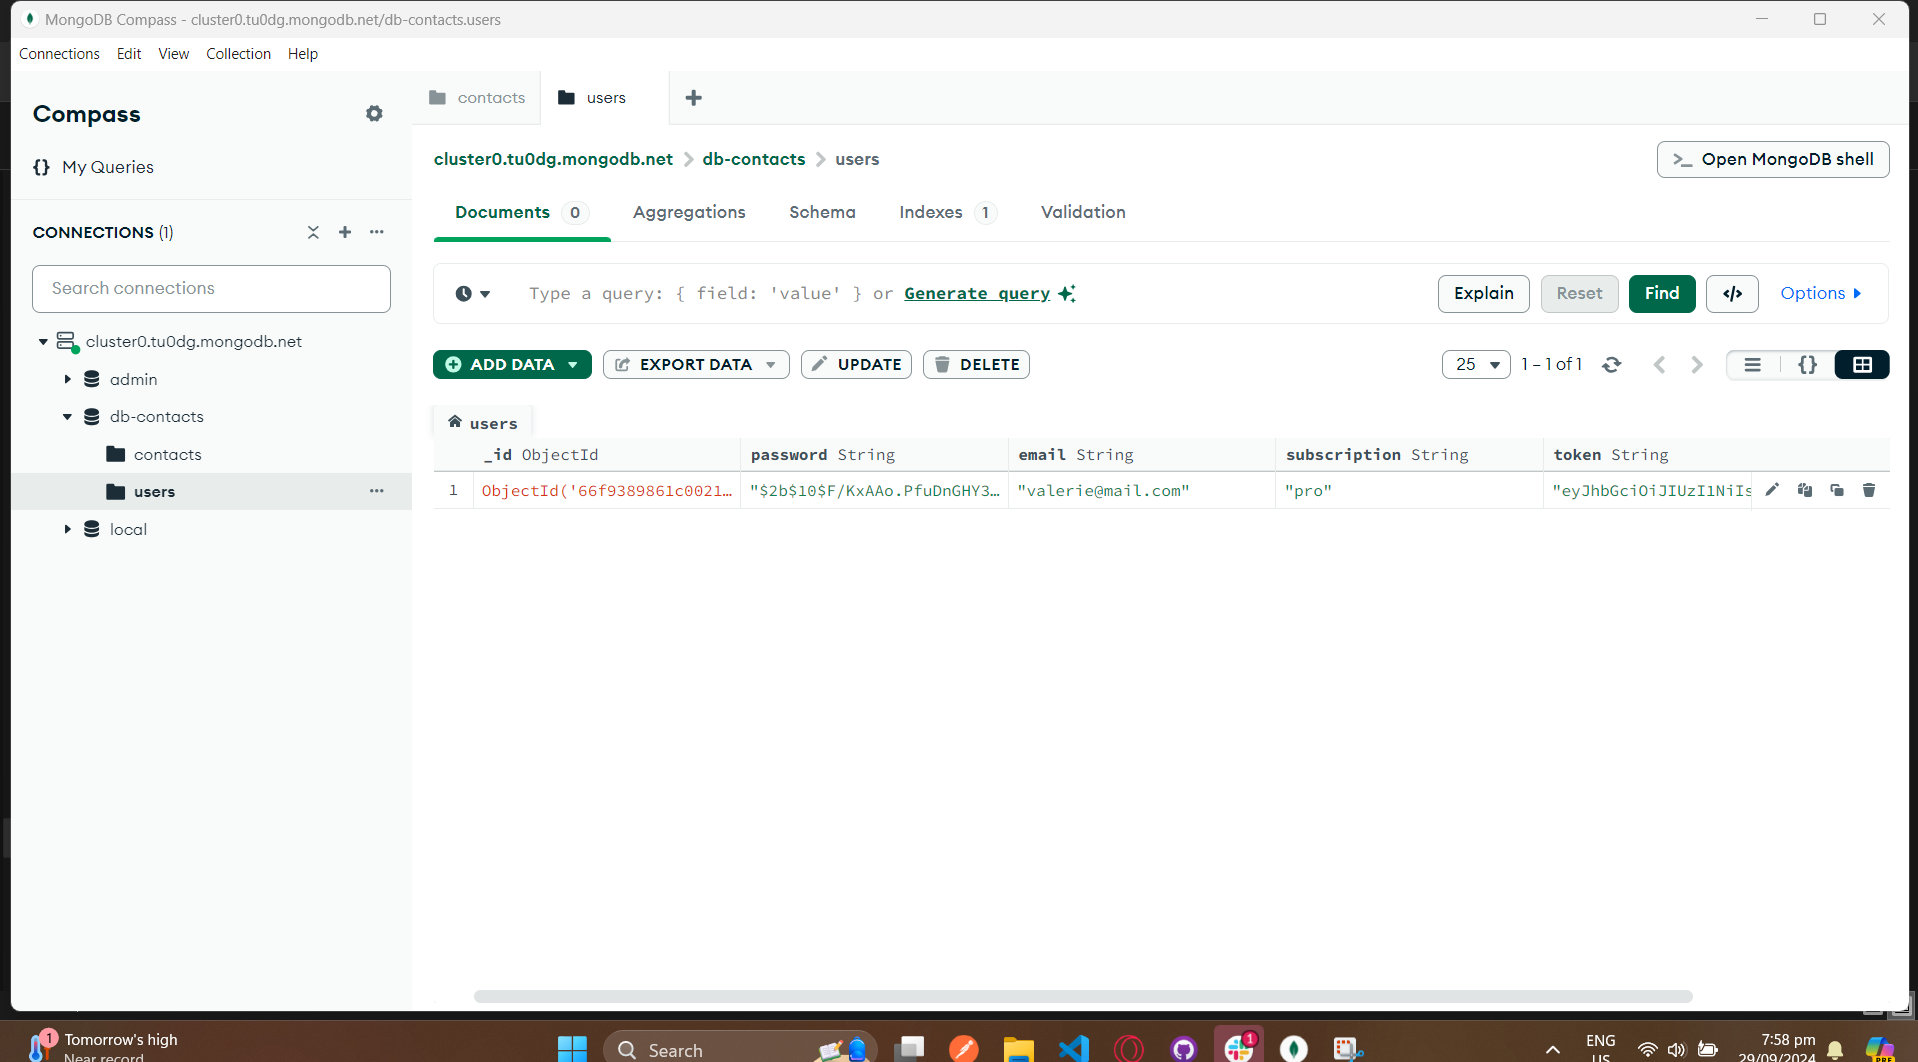 MongoDB Compass - cluster0.tu0dg.mongodb.net/db-contacts.users
Connections Edit View Collection Help
Compass
My Queries
CONNECTIONS (1)
Search connections
cluster0.tu0dg.mongodb.net
admin
db-contacts
contacts
users
local
contacts users
cluster0.tu0dg.mongodb.net > db-contacts > users
>_ Open MongoDB shell
Documents 0 Aggregations Schema Indexes 1 Validation
Type a query: { field: 'value' } or Generate query
Explain Reset Find </> Options
ADD DATA EXPORT DATA UPDATE DELETE
25 1 – 1 of 1
users
_id ObjectId password String email String subscription String token String
1 ObjectId('66f9389861c0021… "$2b$10$F/KxAAo.PfuDnGHY3… "valerie@mail.com" "pro" "eyJhbGciOiJIUzI1NiIs
1 Tomorrow's high
Near record
Search
1
ENG
US
7:58 pm
29/09/2024
PRE